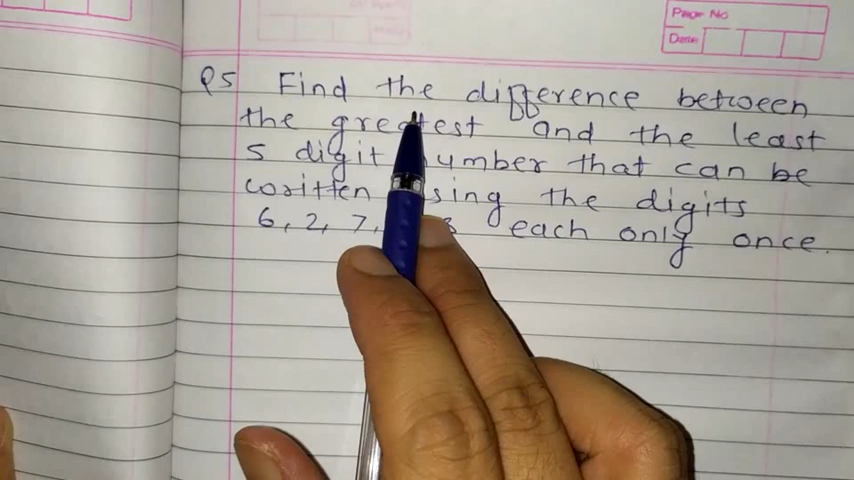 Page No
Date
Q5 Find the difference between
the greatest and the least
5 digit number that can be
written using the digits
6, 2, 7, each only once.